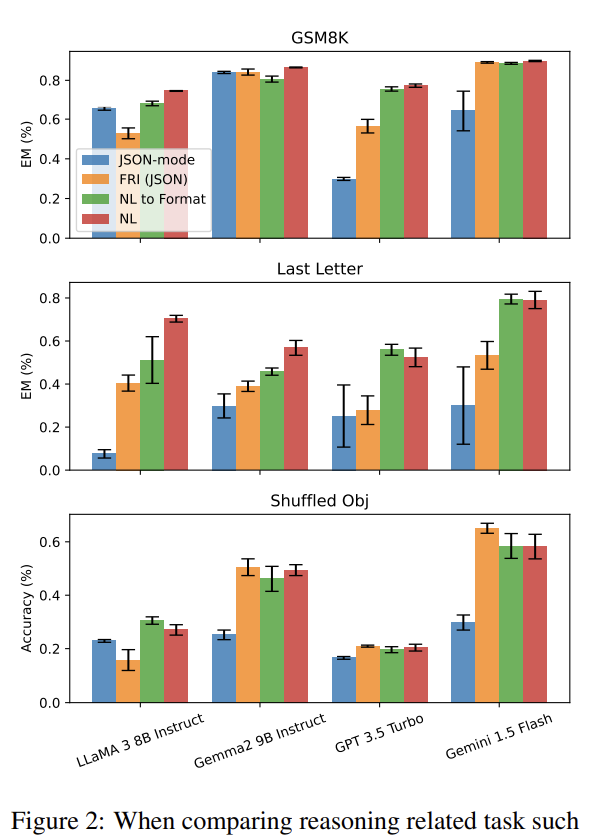 GSM8K
EM (%)
0.8
0.6
0.4
0.2
0.0
JSON-mode
FRI (JSON)
NL to Format
NL
Last Letter
EM (%)
0.8
0.6
0.4
0.2
0.0
Shuffled Obj
Accuracy (%)
0.6
0.4
0.2
0.0
LLaMA 3 8B Instruct
Gemma2 9B Instruct
GPT 3.5 Turbo
Gemini 1.5 Flash
Figure 2: When comparing reasoning related task such